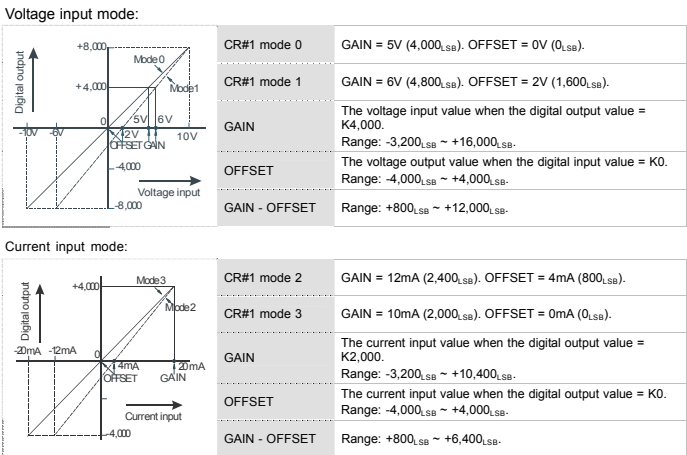 Voltage input mode:
Digital output
+8,000
Mode0
+4,000
Mode1
0
5V 6V
-10V -6V
2V
10V
OFFSET GAIN
-4,000
Voltage input
-8,000
CR#1 mode 0 GAIN = 5V (4,000LSB). OFFSET = 0V (0LSB).
CR#1 mode 1 GAIN = 6V (4,800LSB). OFFSET = 2V (1,600LSB).
GAIN The voltage input value when the digital output value =
K4,000.
Range: -3,200LSB ~ +16,000LSB.
OFFSET The voltage output value when the digital input value = K0.
Range: -4,000LSB ~ +4,000LSB.
GAIN - OFFSET Range: +800LSB ~ +12,000LSB.
Current input mode:
Digital output
+4,000
Mode3
Mode2
-20mA -12mA 0
4mA 20mA
OFFSET GAIN
Current input
-4,000
CR#1 mode 2 GAIN = 12mA (2,400LSB). OFFSET = 4mA (800LSB).
CR#1 mode 3 GAIN = 10mA (2,000LSB). OFFSET = 0mA (0LSB).
GAIN The current input value when the digital output value =
K2,000.
Range: -3,200LSB ~ +10,400LSB.
OFFSET The current input value when the digital output value = K0.
Range: -4,000LSB ~ +4,000LSB.
GAIN - OFFSET Range: +800LSB ~ +6,400LSB.